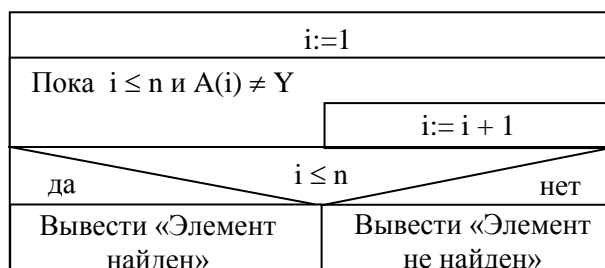 i:=1
Пока i ≤ n и A(i) ≠ Y
i:= i + 1
i ≤ n
да
нет
Вывести «Элемент
найден»
Вывести «Элемент
не найден»